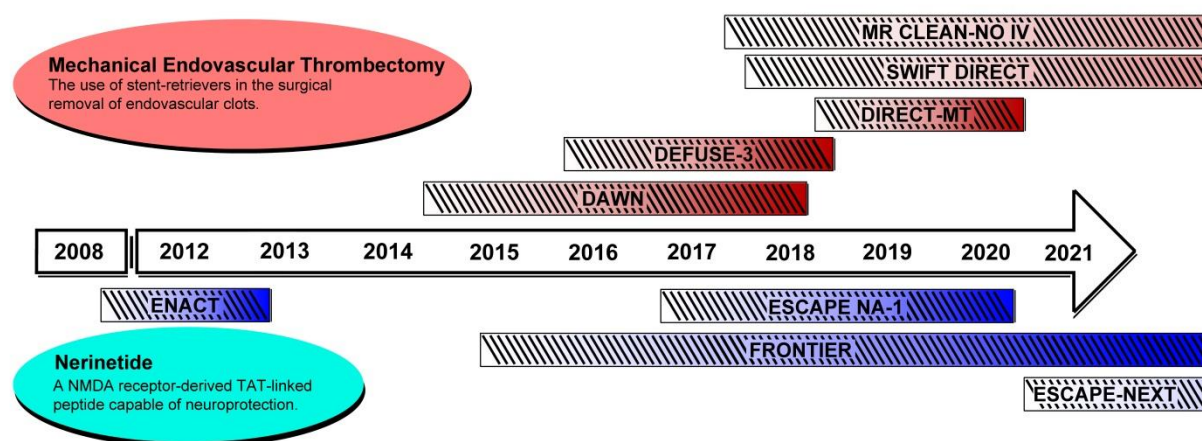 MR CLEAN-NO IV
Mechanical Endovascular Thrombectomy
The use of stent-retrievers in the surgical
removal of endovascular clots.
SWIFT DIRECT
DIRECT-MT
DEFUSE-3
DAWN
2008 2012 2013 2014 2015 2016 2017 2018 2019 2020 2021
ENACT
ESCAPE NA-1
FRONTIER
Nerinetide
A NMDA receptor-derived TAT-linked
peptide capable of neuroprotection.
ESCAPE-NEXT